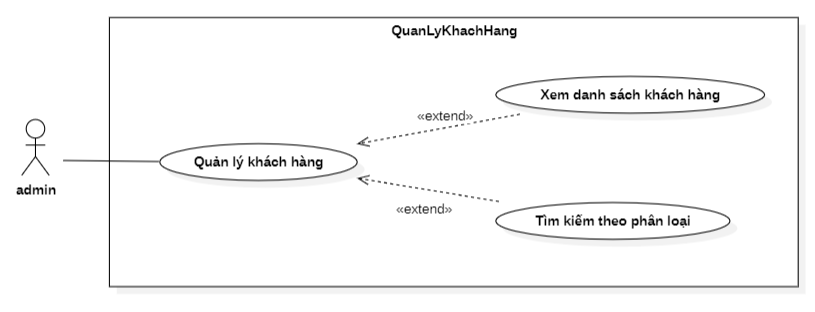 QuanLyKhachHang
Xem danh sách khách hàng
«extend»
Quản lý khách hàng
admin
«extend»
Tìm kiếm theo phân loại